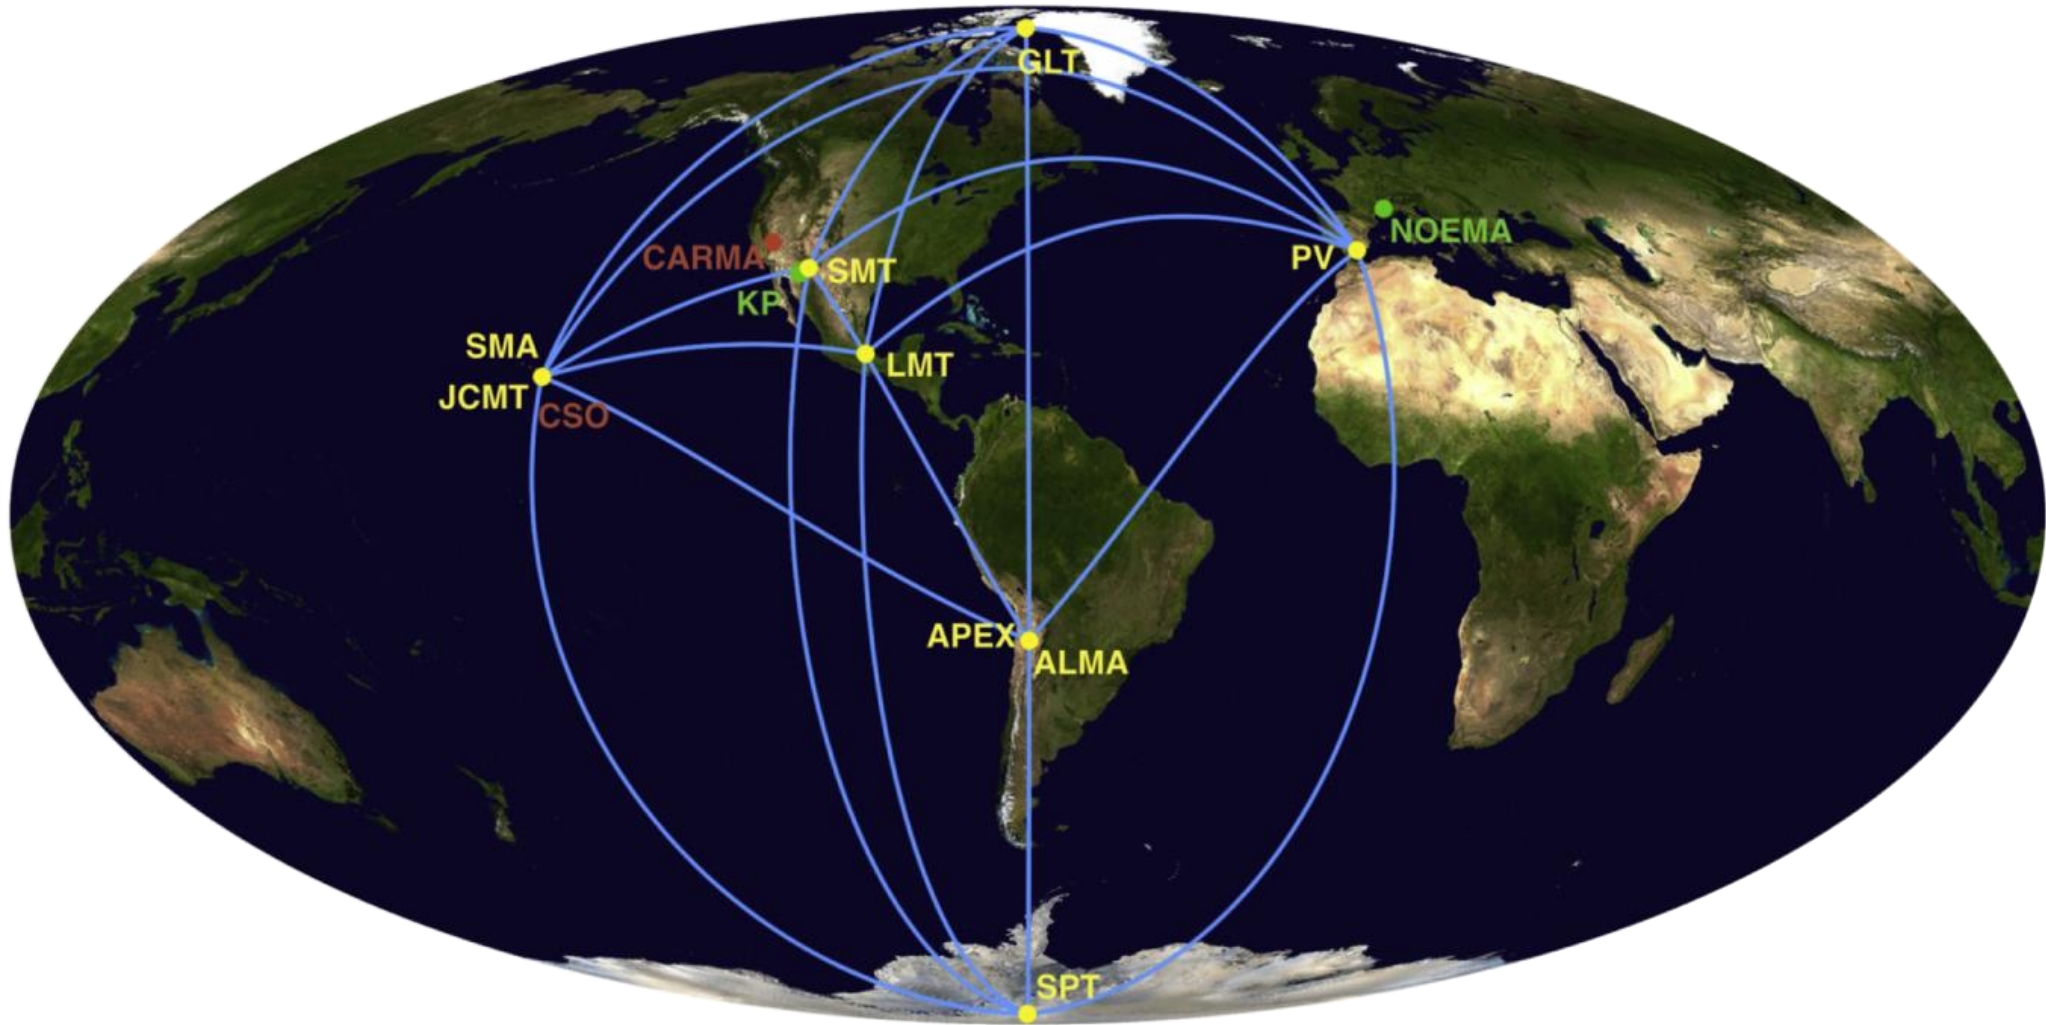 GLT
NOEMA
CARMA
PV
SMT
KP
SMA
LMT
JCMT
CSO
APEX
ALMA
SPT